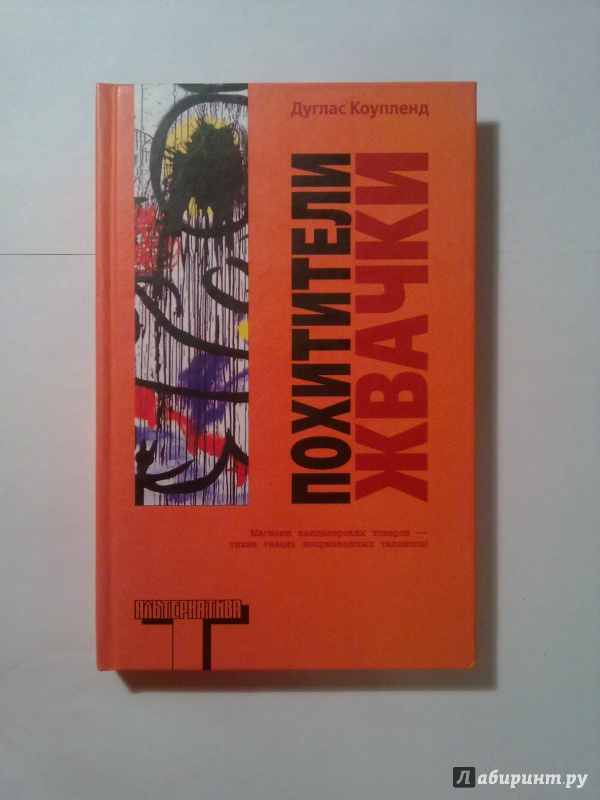 Дуглас Коупленд
ПОХИТИТЕЛИ
ЖВАЧКИ
Магазин канцелярских товаров —
тихая гавань непризнанных талантов!
АЛЬТЕРНАТИВА
Лабиринт.ру